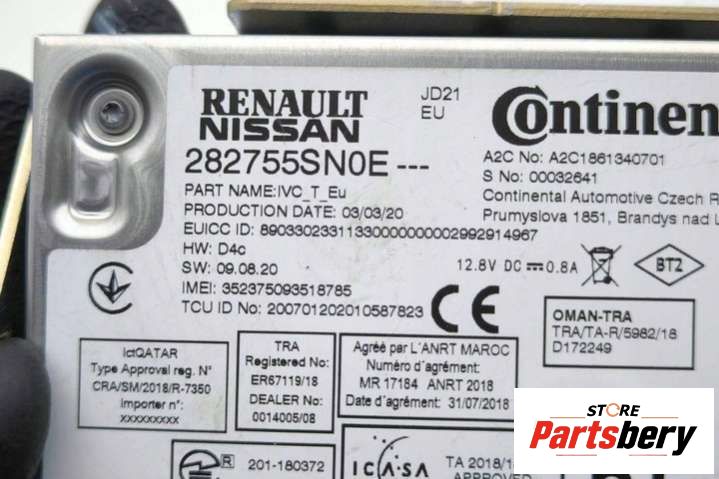 RENAULT
NISSAN
JD21
EU
282755SN0E ---
PART NAME:IVC_T_Eu
PRODUCTION DATE: 03/03/20
EUICC ID: 89033023311330000000002992914967
HW: D4c
SW: 09.08.20
IMEI: 352375093518785
TCU ID No: 200701202010587823
A2C No: A2C1861340701
S No: 00032641
Continental Automotive Czech R
Prumyslova 1851, Brandys nad L
12.8V DC 0.8A
BT2
CE
OMAN-TRA
TRA/TA-R/5982/18
D172249
ictQATAR
Type Approval reg. N°
CRA/SM/2018/R-7350
Importer n°:
xxxxxxxxx
TRA
Registered No:
ER67119/18
DEALER No:
0014005/08
Agréé par L'ANRT MAROC
Numéro d'agrément:
MR 17184 ANRT 2018
Date d'agrément: 31/07/2018
R 201-180372
ICASA
TA 2018/1
APPROVED
STORE
Partsbery